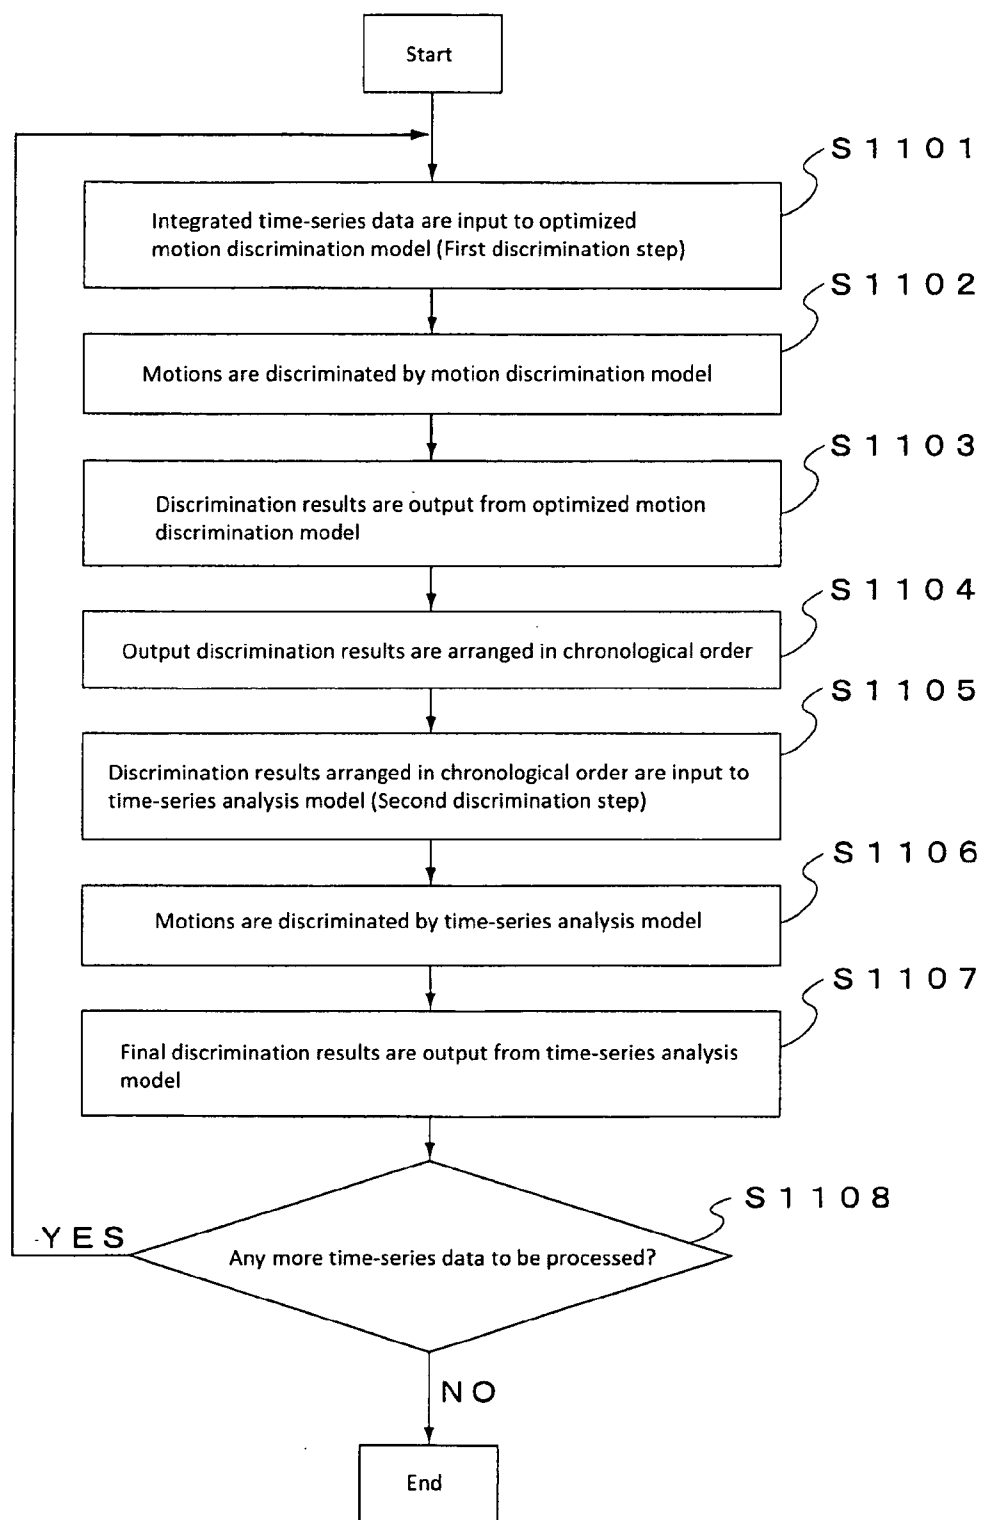 Start
S1101
Integrated time-series data are input to optimized
motion discrimination model (First discrimination step)
S1102
Motions are discriminated by motion discrimination model
S1103
Discrimination results are output from optimized motion
discrimination model
S1104
Output discrimination results are arranged in chronological order
S1105
Discrimination results arranged in chronological order are input to
time-series analysis model (Second discrimination step)
S1106
Motions are discriminated by time-series analysis model
S1107
Final discrimination results are output from time-series analysis
model
S1108
YES
Any more time-series data to be processed?
NO
End